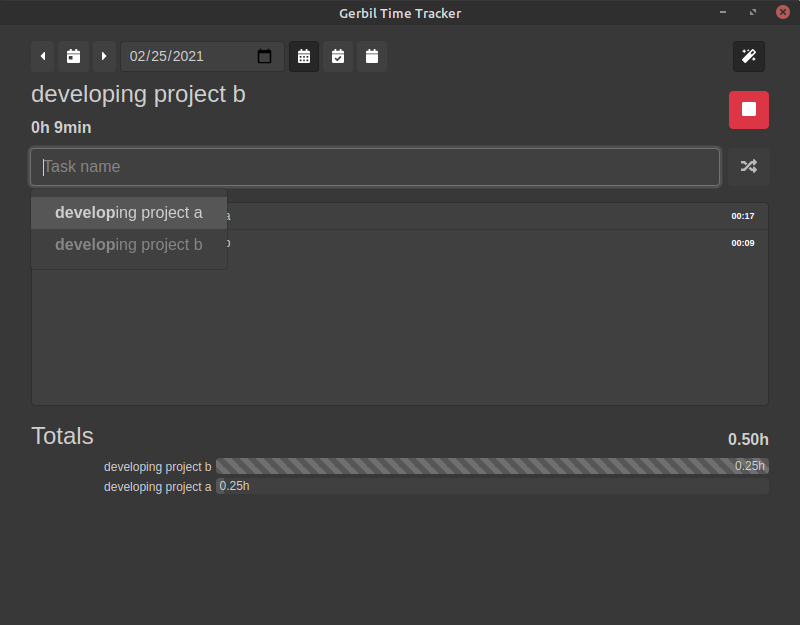 Gerbil Time Tracker
02/25/2021
developing project b
0h 9min
Task name
developing project a
developing project b
a 00:17
b 00:09
Totals 0.50h
developing project b 0.25h
developing project a 0.25h